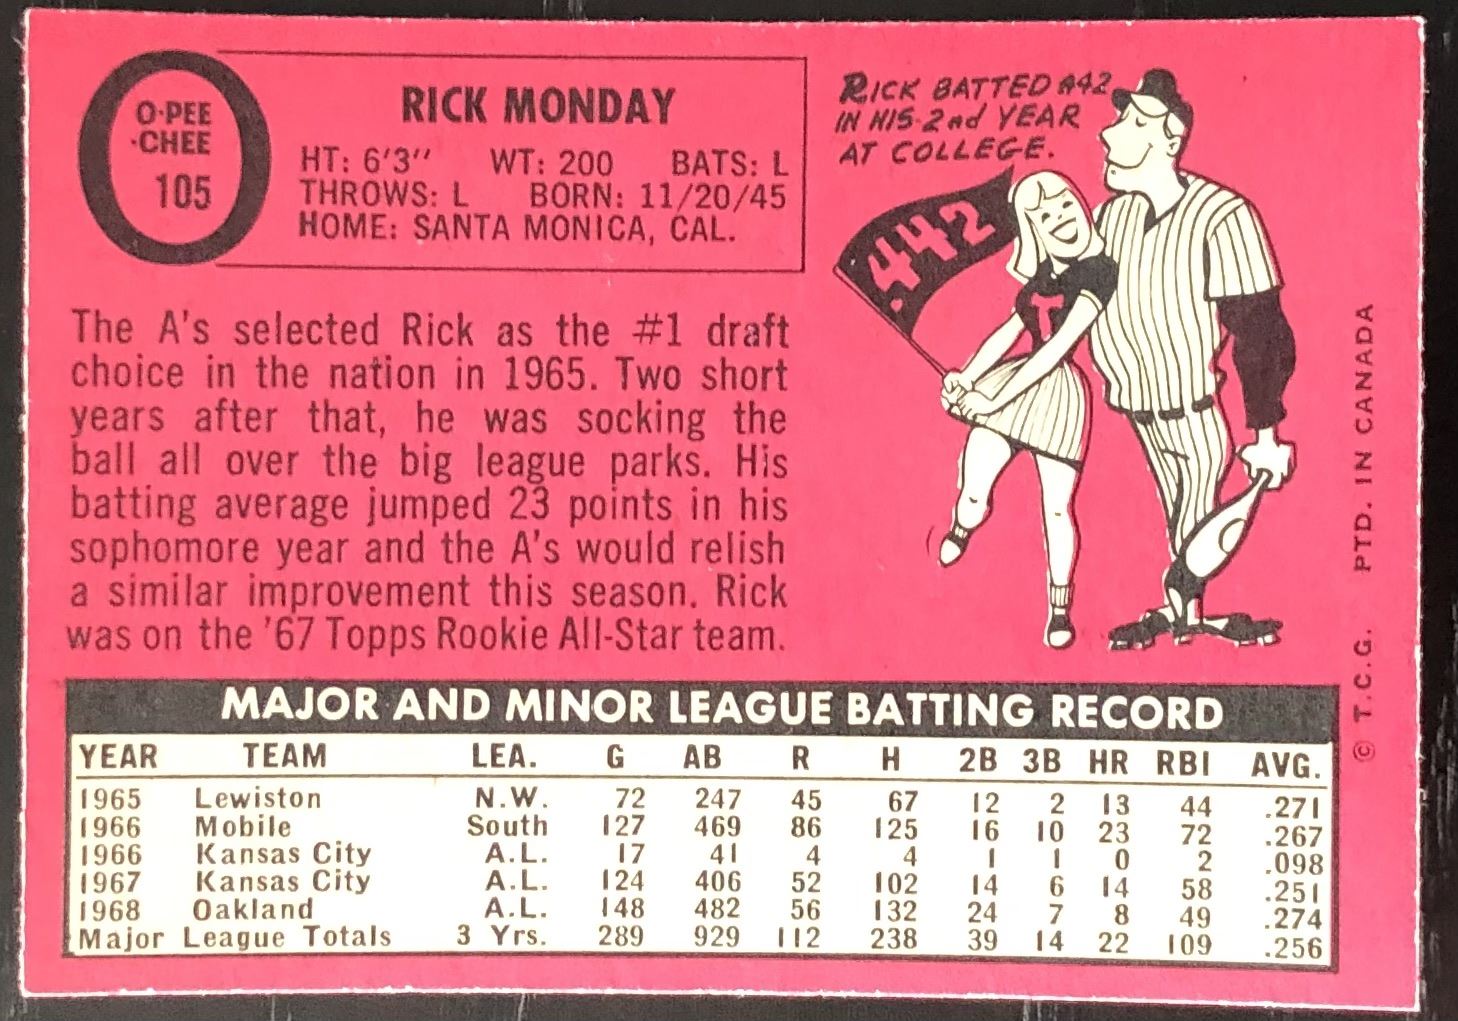 O-PEE
-CHEE
105
RICK MONDAY
HT: 6'3" WT: 200 BATS: L
THROWS: L BORN: 11/20/45
HOME: SANTA MONICA, CAL.
RICK BATTED .442
IN HIS 2nd YEAR
AT COLLEGE.
.442
T
The A's selected Rick as the #1 draft
choice in the nation in 1965. Two short
years after that, he was socking the
ball all over the big league parks. His
batting average jumped 23 points in his
sophomore year and the A's would relish
a similar improvement this season. Rick
was on the '67 Topps Rookie All-Star team.
MAJOR AND MINOR LEAGUE BATTING RECORD
YEAR TEAM LEA. G AB R H 2B 3B HR RBI AVG.
1965 Lewiston N.W. 72 247 45 67 12 2 13 44 .271
1966 Mobile South 127 469 86 125 16 10 23 72 .267
1966 Kansas City A.L. 17 41 4 4 1 1 0 2 .098
1967 Kansas City A.L. 124 406 52 102 14 6 14 58 .251
1968 Oakland A.L. 148 482 56 132 24 7 8 49 .274
Major League Totals 3 Yrs. 289 929 112 238 39 14 22 109 .256
© T.C.G. PTD. IN CANADA